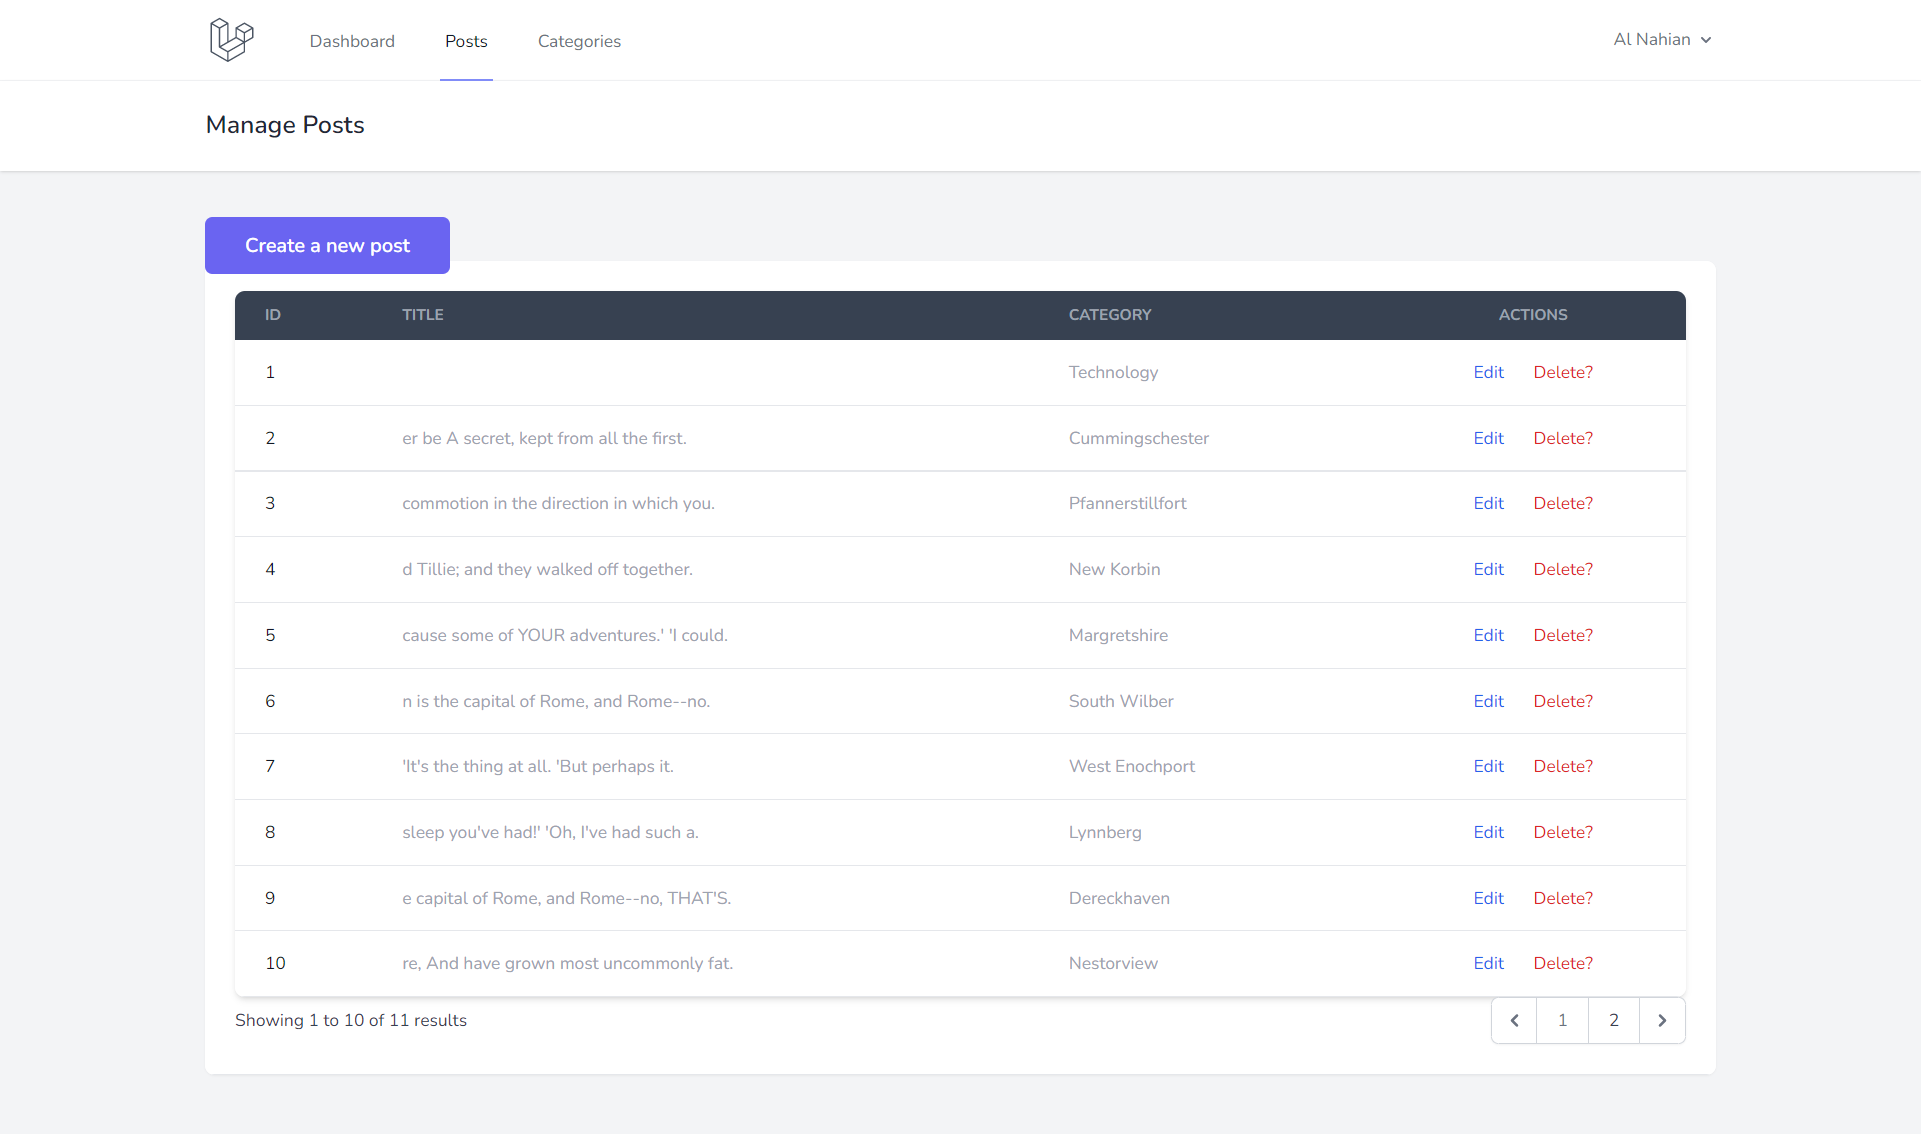 Dashboard Posts Categories Al Nahian
Manage Posts
Create a new post
ID TITLE CATEGORY ACTIONS
1 Technology Edit Delete?
2 er be A secret, kept from all the first. Cummingschester Edit Delete?
3 commotion in the direction in which you. Pfannerstillfort Edit Delete?
4 d Tillie; and they walked off together. New Korbin Edit Delete?
5 cause some of YOUR adventures.' 'I could. Margretshire Edit Delete?
6 n is the capital of Rome, and Rome--no. South Wilber Edit Delete?
7 'It's the thing at all. 'But perhaps it. West Enochport Edit Delete?
8 sleep you've had!' 'Oh, I've had such a. Lynnberg Edit Delete?
9 e capital of Rome, and Rome--no, THAT'S. Dereckhaven Edit Delete?
10 re, And have grown most uncommonly fat. Nestorview Edit Delete?
Showing 1 to 10 of 11 results 1 2